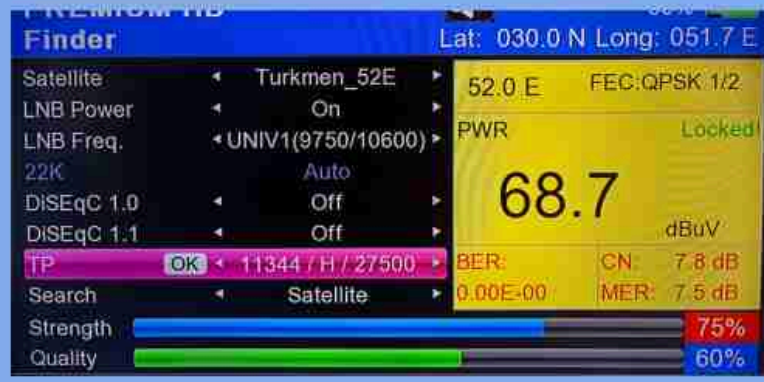 PREMIUM HD
Finder
Lat: 030.0 N Long: 051.7 E
Satellite Turkmen_52E
LNB Power On
LNB Freq. UNIV1(9750/10600)
22K Auto
DiSEqC 1.0 Off
DiSEqC 1.1 Off
TP OK 11344 / H / 27500
Search Satellite
52.0 E FEC:QPSK 1/2
PWR Locked!
68.7
dBuV
BER: CN: 7.8 dB
0.00E-00 MER: 7.5 dB
Strength 75%
Quality 60%